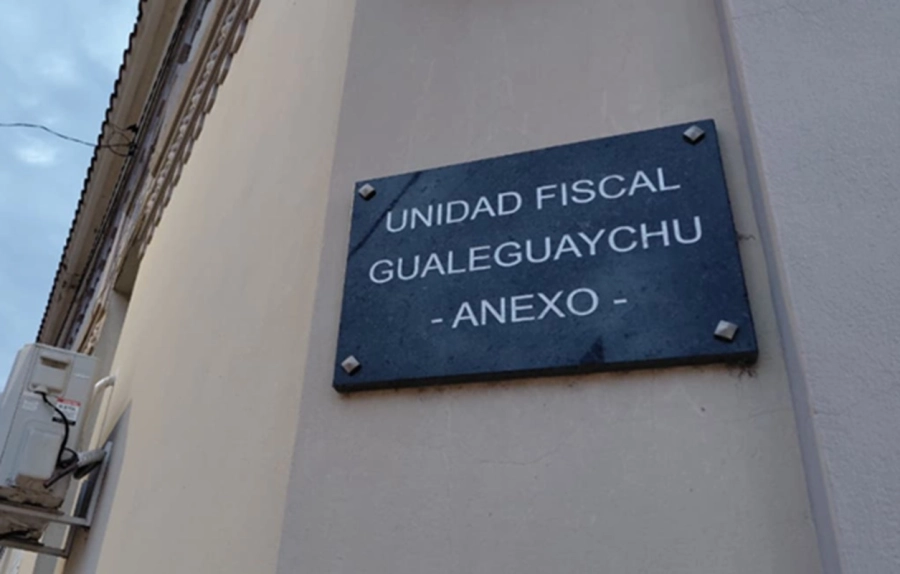 UNIDAD FISCAL
GUALEGUAYCHU
- ANEXO -